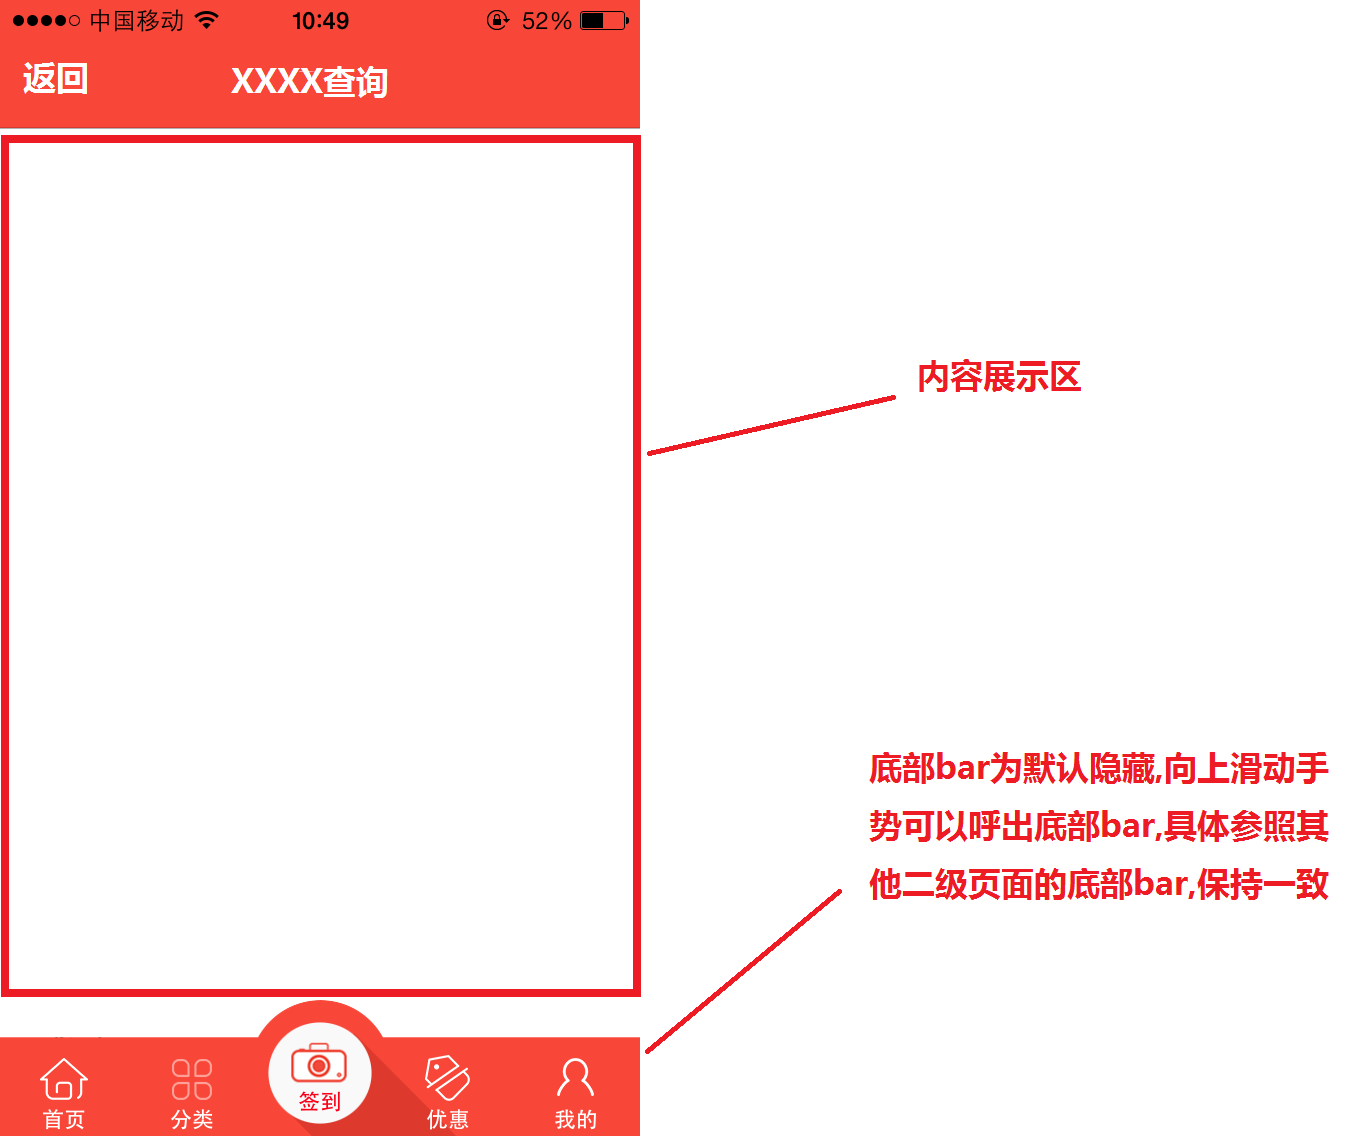 中国移动 10:49 52%
返回 XXXX查询
内容展示区
底部bar为默认隐藏,向上滑动手
势可以呼出底部bar,具体参照其
他二级页面的底部bar,保持一致
签到
首页 分类 优惠 我的